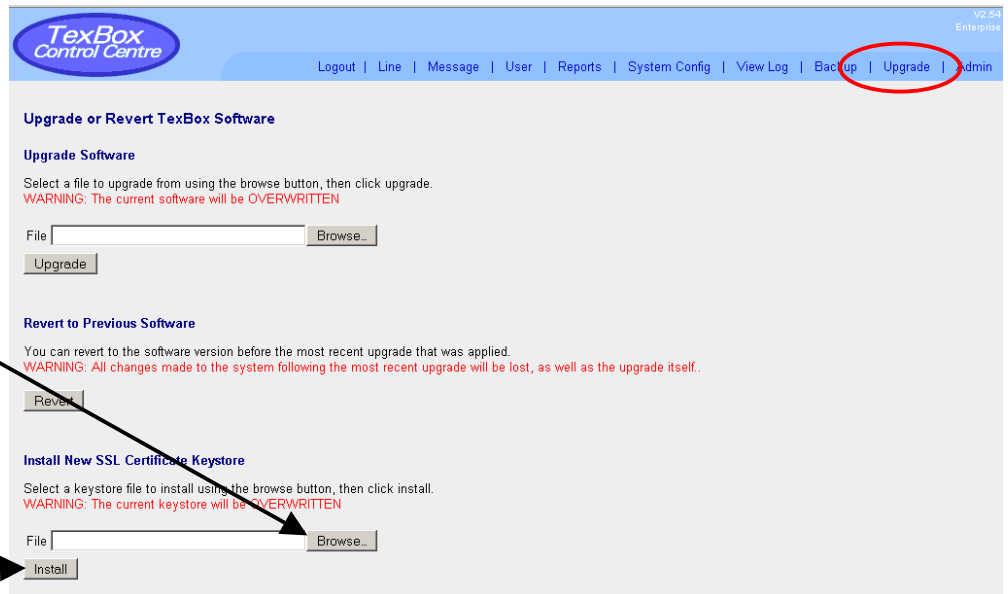 TexBox
Control Centre
V2.54
Enterprise
Logout | Line | Message | User | Reports | System Config | View Log | Backup | Upgrade | Admin
Upgrade or Revert TexBox Software
Upgrade Software
Select a file to upgrade from using the browse button, then click upgrade.
WARNING: The current software will be OVERWRITTEN
File Browse...
Upgrade
Revert to Previous Software
You can revert to the software version before the most recent upgrade that was applied.
WARNING: All changes made to the system following the most recent upgrade will be lost, as well as the upgrade itself..
Revert
Install New SSL Certificate Keystore
Select a keystore file to install using the browse button, then click install.
WARNING: The current keystore will be OVERWRITTEN
File Browse...
Install